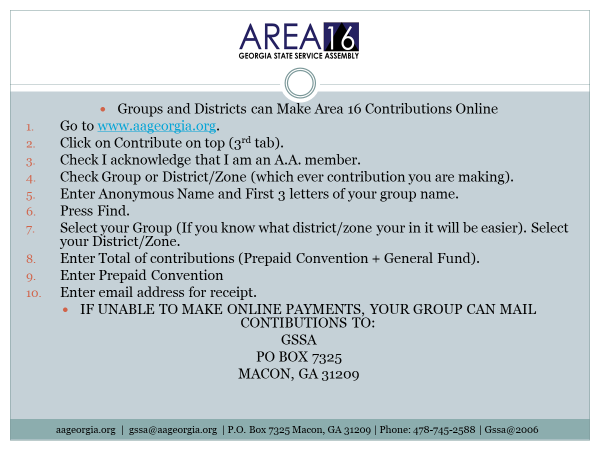 AREA 16
GEORGIA STATE SERVICE ASSEMBLY
• Groups and Districts can Make Area 16 Contributions Online
1. Go to www.aageorgia.org.
2. Click on Contribute on top (3rd tab).
3. Check I acknowledge that I am an A.A. member.
4. Check Group or District/Zone (which ever contribution you are making).
5. Enter Anonymous Name and First 3 letters of your group name.
6. Press Find.
7. Select your Group (If you know what district/zone your in it will be easier). Select
your District/Zone.
8. Enter Total of contributions (Prepaid Convention + General Fund).
9. Enter Prepaid Convention
10. Enter email address for receipt.
• IF UNABLE TO MAKE ONLINE PAYMENTS, YOUR GROUP CAN MAIL
CONTIBUTIONS TO:
GSSA
PO BOX 7325
MACON, GA 31209
aageorgia.org | gssa@aageorgia.org | P.O. Box 7325 Macon, GA 31209 | Phone: 478-745-2588 | Gssa@2006